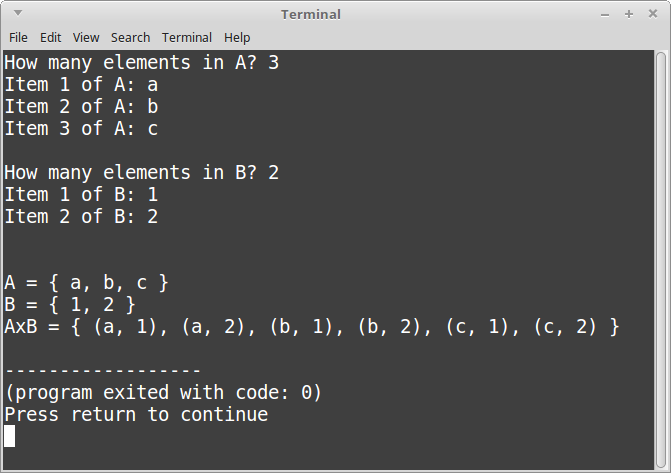 Terminal
File Edit View Search Terminal Help
How many elements in A? 3
Item 1 of A: a
Item 2 of A: b
Item 3 of A: c
How many elements in B? 2
Item 1 of B: 1
Item 2 of B: 2
A = { a, b, c }
B = { 1, 2 }
AxB = { (a, 1), (a, 2), (b, 1), (b, 2), (c, 1), (c, 2) }
------------------
(program exited with code: 0)
Press return to continue